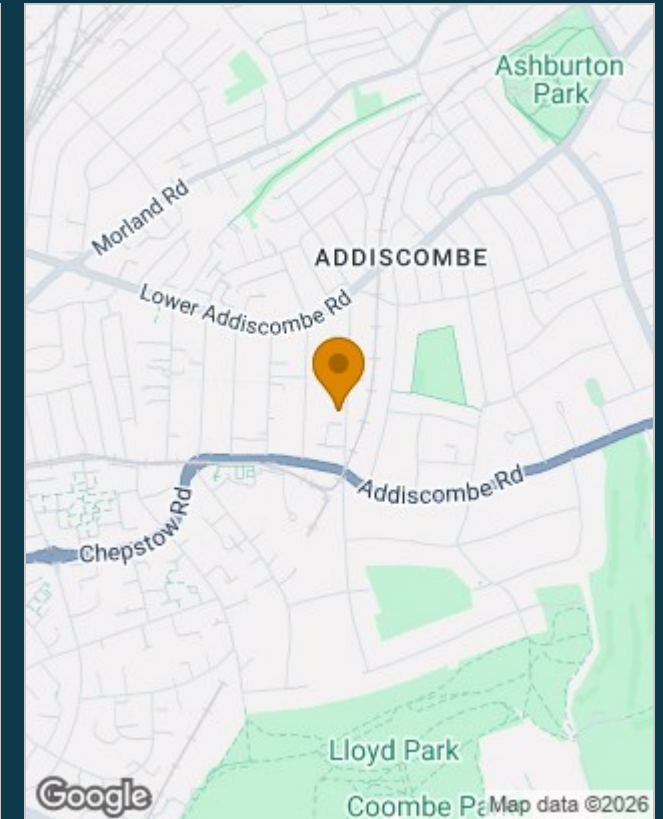 Ashburton
Park
Morland Rd
ADDISCOMBE
Lower Addiscombe Rd
Addiscombe Rd
Chepstow Rd
Lloyd Park
Coombe Pa
Google
Map data ©2026